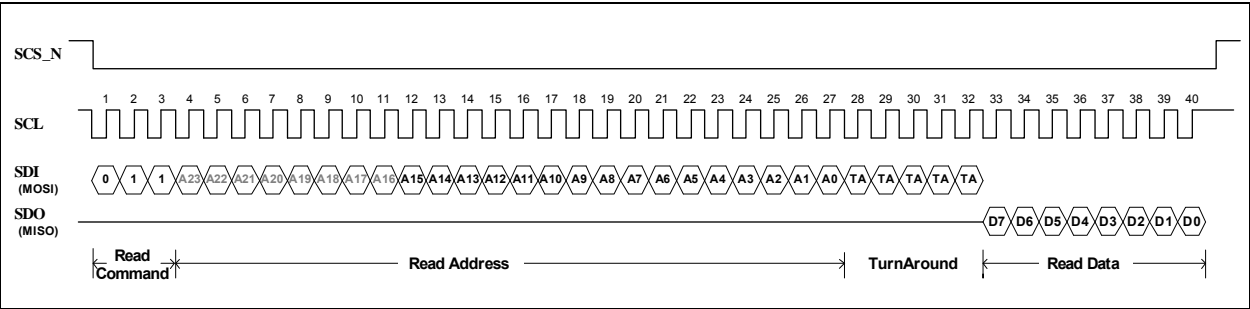 SCS_N
1 2 3 4 5 6 7 8 9 10 11 12 13 14 15 16 17 18 19 20 21 22 23 24 25 26 27 28 29 30 31 32 33 34 35 36 37 38 39 40
SCL
SDI
(MOSI)
0 1 1 A23 A22 A21 A20 A19 A18 A17 A16 A15 A14 A13 A12 A11 A10 A9 A8 A7 A6 A5 A4 A3 A2 A1 A0 TA TA TA TA TA
SDO
(MISO)
D7 D6 D5 D4 D3 D2 D1 D0
Read
Command
Read Address
TurnAround
Read Data